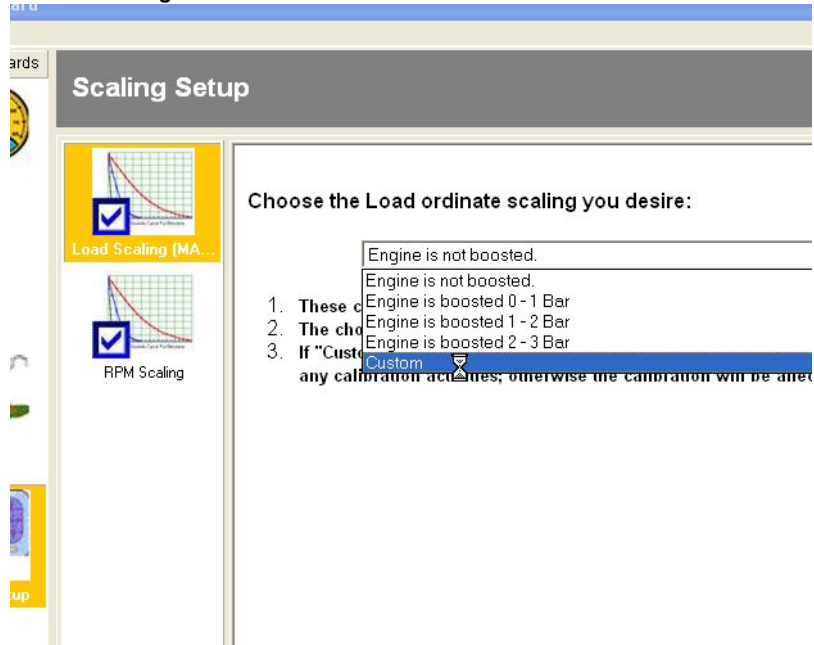 ards
Scaling Setup
Load Scaling (MA...
RPM Scaling
up
Choose the Load ordinate scaling you desire:
Engine is not boosted.
Engine is not boosted.
Engine is boosted 0 - 1 Bar
Engine is boosted 1 - 2 Bar
Engine is boosted 2 - 3 Bar
Custom
1. These c
2. The cho
3. If "Custo
any calibration activities; otherwise the calibration will be affec